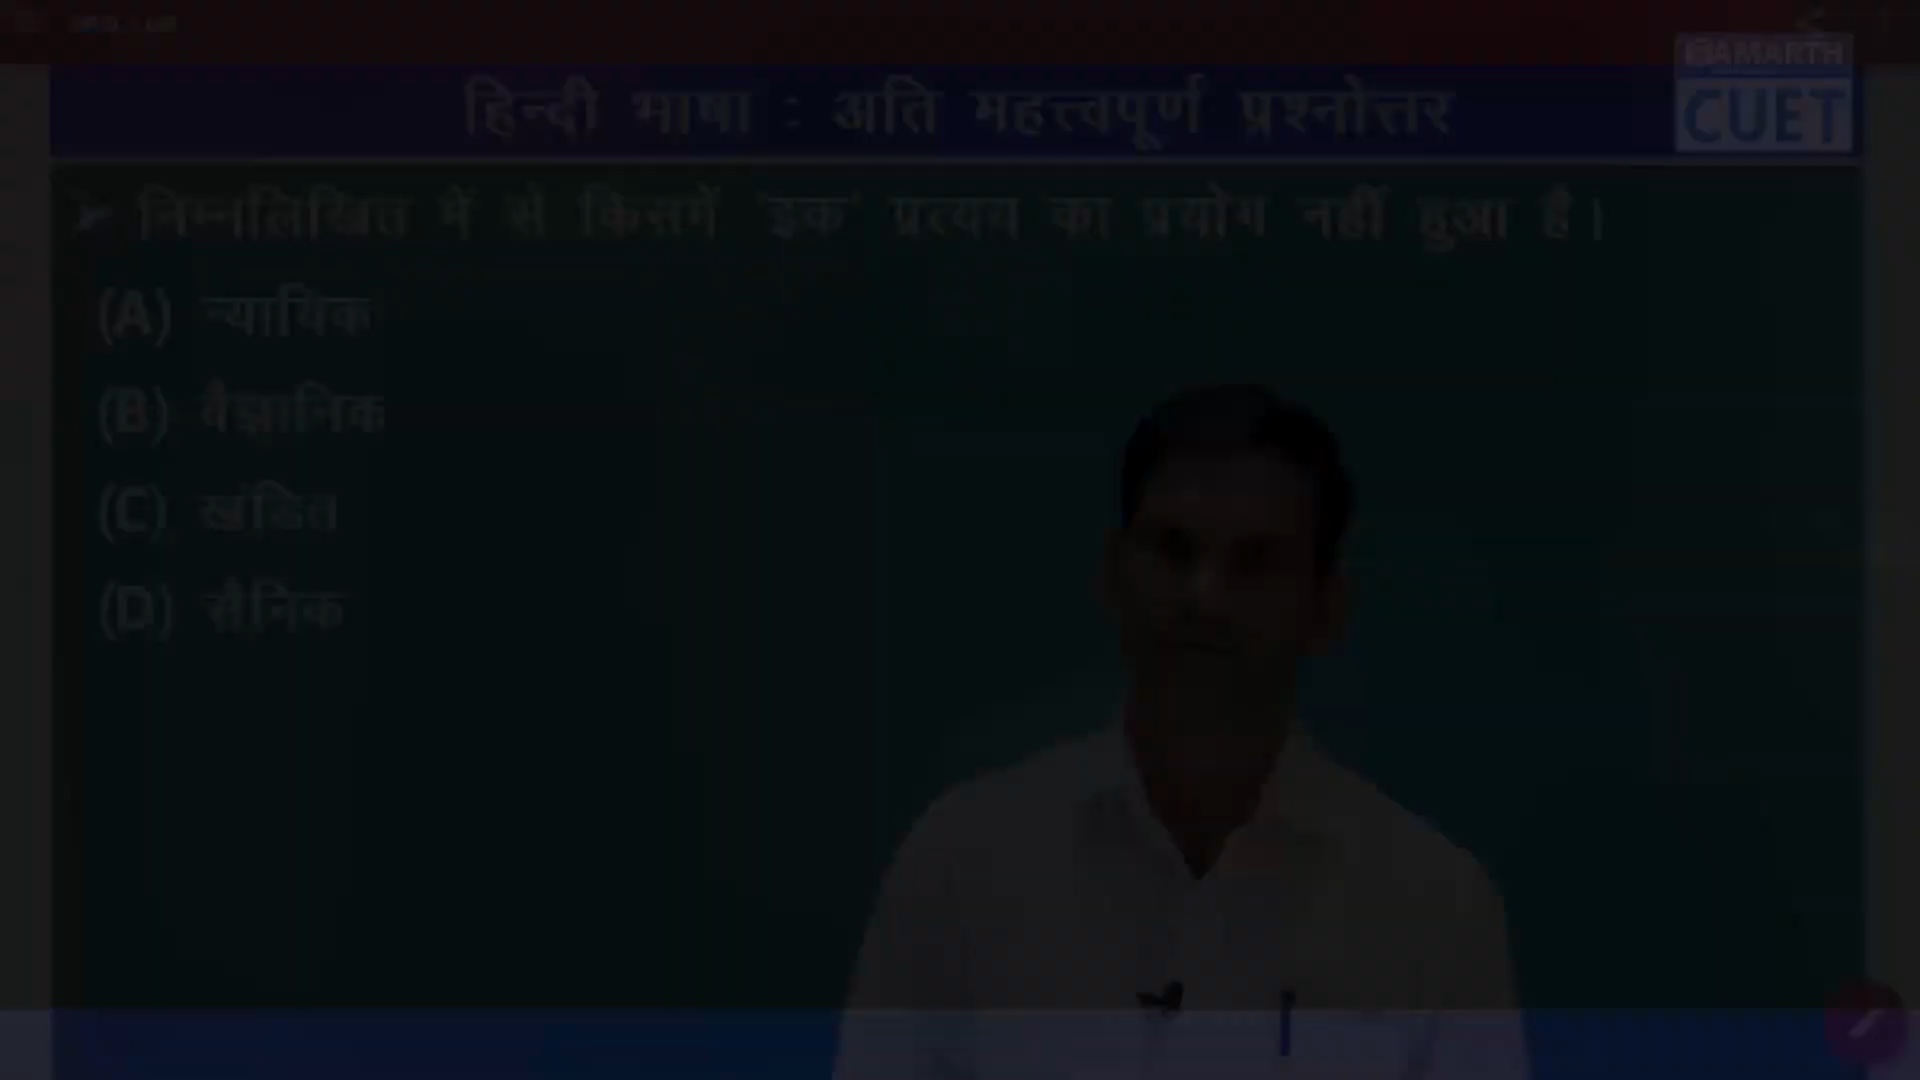 SAMARTH
CUET
हिन्दी भाषा : अति महत्त्वपूर्ण प्रश्नोत्तर
➤ निम्नलिखित में से किसमें 'इक' प्रत्यय का प्रयोग नहीं हुआ है।
(A) न्यायिक
(B) वैज्ञानिक
(C) खंडित
(D) सैनिक